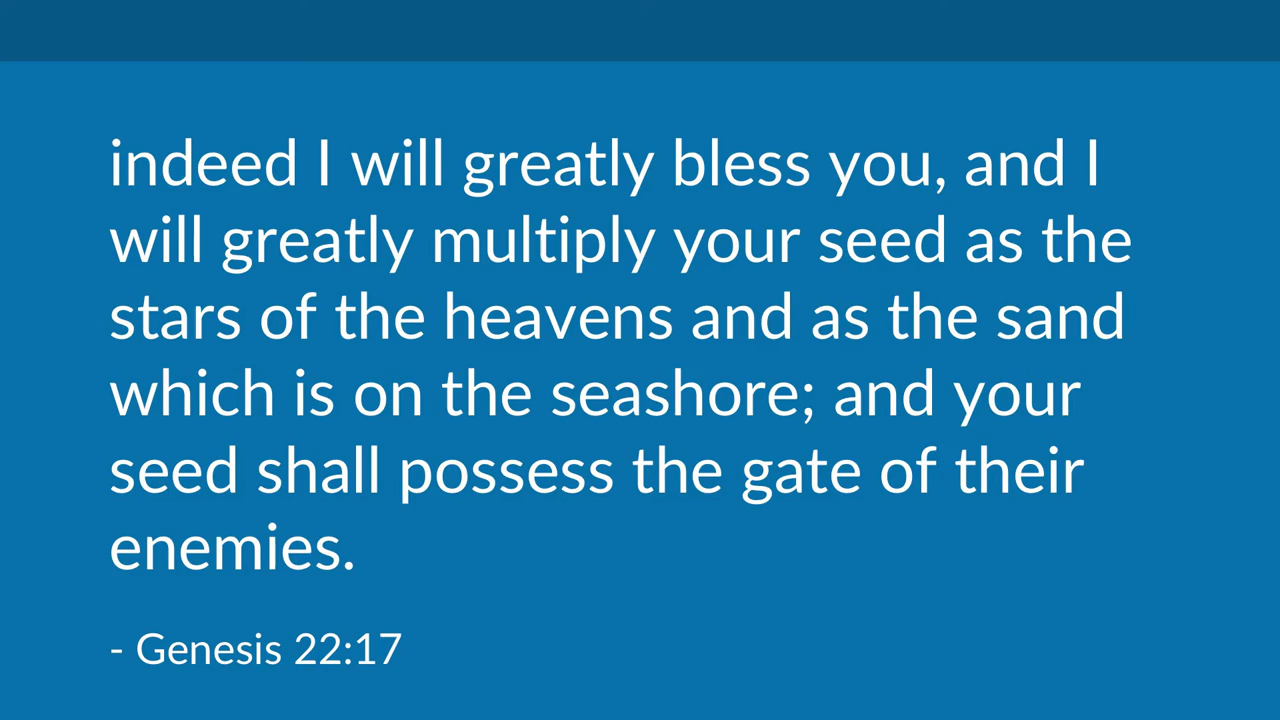 indeed I will greatly bless you, and I
will greatly multiply your seed as the
stars of the heavens and as the sand
which is on the seashore; and your
seed shall possess the gate of their
enemies.
- Genesis 22:17